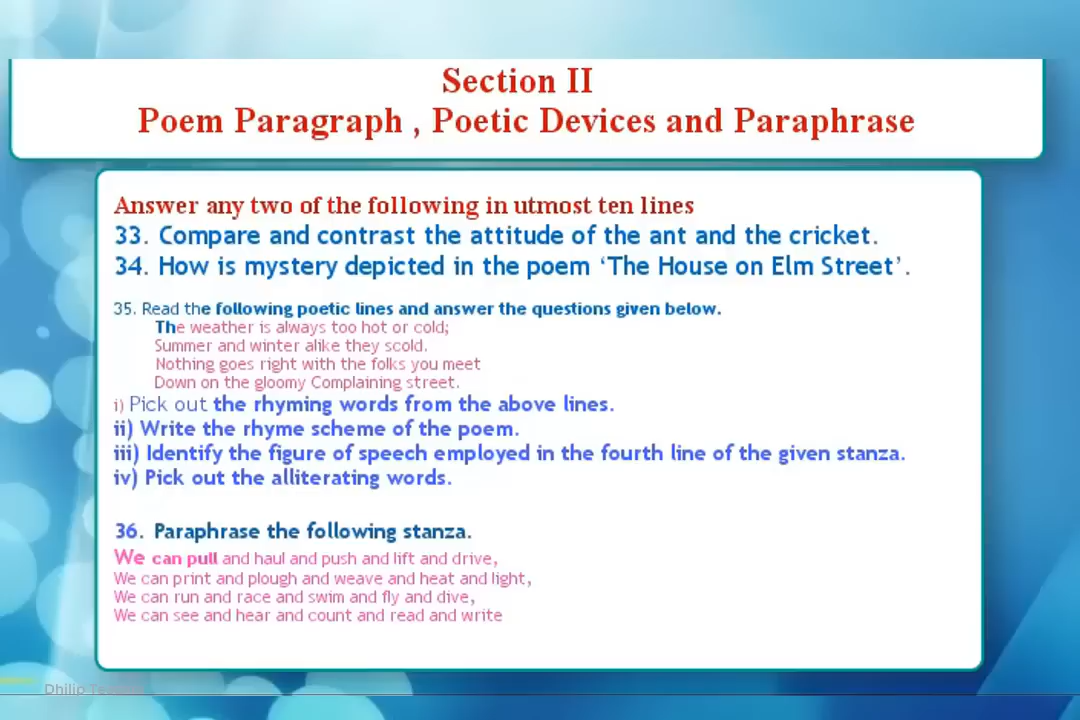 Section II
Poem Paragraph , Poetic Devices and Paraphrase
Answer any two of the following in utmost ten lines
33. Compare and contrast the attitude of the ant and the cricket.
34. How is mystery depicted in the poem ‘The House on Elm Street’.
35. Read the following poetic lines and answer the questions given below.
The weather is always too hot or cold;
Summer and winter alike they scold.
Nothing goes right with the folks you meet
Down on the gloomy Complaining street.
i) Pick out the rhyming words from the above lines.
ii) Write the rhyme scheme of the poem.
iii) Identify the figure of speech employed in the fourth line of the given stanza.
iv) Pick out the alliterating words.
36. Paraphrase the following stanza.
We can pull and haul and push and lift and drive,
We can print and plough and weave and heat and light,
We can run and race and swim and fly and dive,
We can see and hear and count and read and write
Dhilip